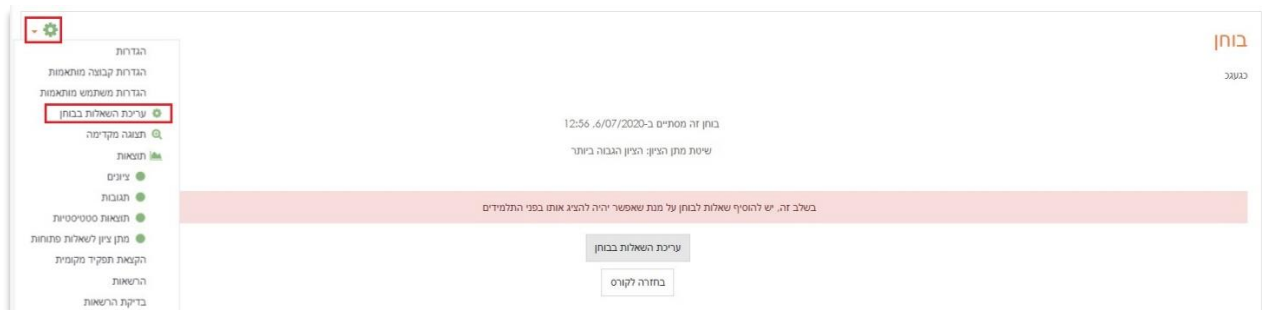 בוחן
כגעגכ
בוחן זה מסתיים ב-6/07/2020, 12:56
שיטת מתן הציון: הציון הגבוה ביותר
בשלב זה, יש להוסיף שאלות לבוחן על מנת שאפשר יהיה להציג אותו בפני התלמידים
עריכת השאלות בבוחן
בחזרה לקורס
הגדרות
הגדרות קבוצה מותאמות
הגדרות משתמש מותאמות
עריכת השאלות בבוחן
תצוגה מקדימה
תוצאות
ציונים
תגובות
תוצאות סטטיסטיות
מתן ציון לשאלות פתוחות
הקצאת תפקיד מקומית
הרשאות
בדיקת הרשאות